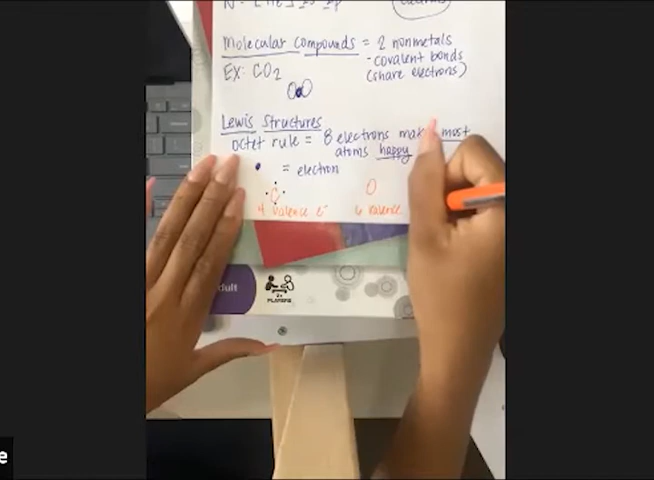 Molecular compounds = 2 nonmetals
- covalent bonds
EX: CO2
(share electrons)
Lewis Structures
octet rule = 8 electrons make most
atoms happy
= electron
C
O
4 valence e-
6 valence
dult
2+
PLAYERS
e